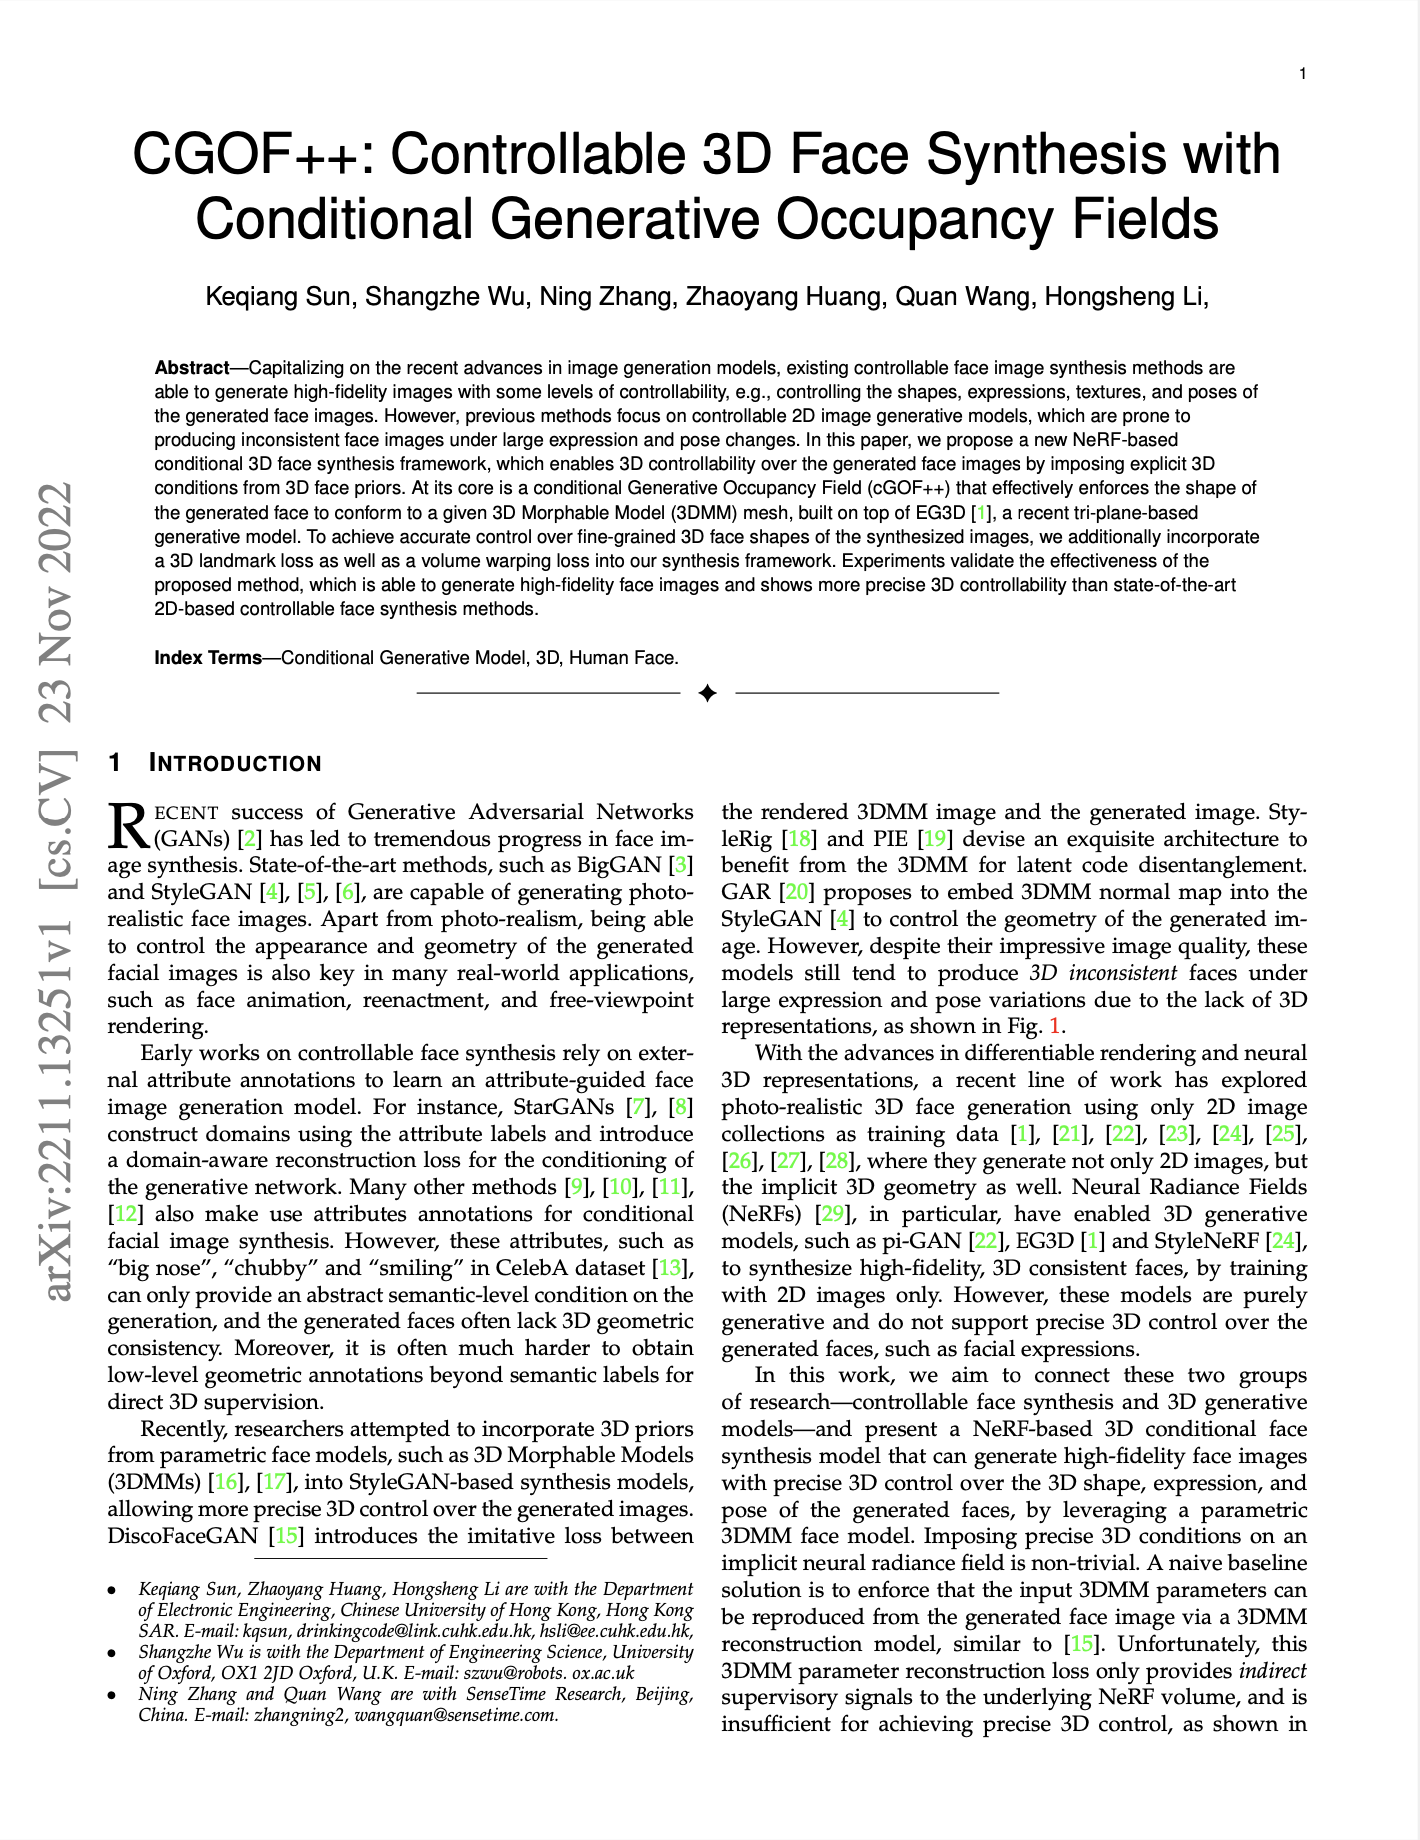 1
CGOF++: Controllable 3D Face Synthesis with
Conditional Generative Occupancy Fields
Keqiang Sun, Shangzhe Wu, Ning Zhang, Zhaoyang Huang, Quan Wang, Hongsheng Li,
Abstract—Capitalizing on the recent advances in image generation models, existing controllable face image synthesis methods are
able to generate high-fidelity images with some levels of controllability, e.g., controlling the shapes, expressions, textures, and poses of
the generated face images. However, previous methods focus on controllable 2D image generative models, which are prone to
producing inconsistent face images under large expression and pose changes. In this paper, we propose a new NeRF-based
conditional 3D face synthesis framework, which enables 3D controllability over the generated face images by imposing explicit 3D
conditions from 3D face priors. At its core is a conditional Generative Occupancy Field (cGOF++) that effectively enforces the shape of
the generated face to conform to a given 3D Morphable Model (3DMM) mesh, built on top of EG3D [1], a recent tri-plane-based
generative model. To achieve accurate control over fine-grained 3D face shapes of the synthesized images, we additionally incorporate
a 3D landmark loss as well as a volume warping loss into our synthesis framework. Experiments validate the effectiveness of the
proposed method, which is able to generate high-fidelity face images and shows more precise 3D controllability than state-of-the-art
2D-based controllable face synthesis methods.
Index Terms—Conditional Generative Model, 3D, Human Face.
arXiv:2211.13251v1 [cs.CV] 23 Nov 2022
1 INTRODUCTION
RECENT success of Generative Adversarial Networks
(GANs) [2] has led to tremendous progress in face im-
age synthesis. State-of-the-art methods, such as BigGAN [3]
and StyleGAN [4], [5], [6], are capable of generating photo-
realistic face images. Apart from photo-realism, being able
to control the appearance and geometry of the generated
facial images is also key in many real-world applications,
such as face animation, reenactment, and free-viewpoint
rendering.
Early works on controllable face synthesis rely on exter-
nal attribute annotations to learn an attribute-guided face
image generation model. For instance, StarGANs [7], [8]
construct domains using the attribute labels and introduce
a domain-aware reconstruction loss for the conditioning of
the generative network. Many other methods [9], [10], [11],
[12] also make use attributes annotations for conditional
facial image synthesis. However, these attributes, such as
“big nose”, “chubby” and “smiling” in CelebA dataset [13],
can only provide an abstract semantic-level condition on the
generation, and the generated faces often lack 3D geometric
consistency. Moreover, it is often much harder to obtain
low-level geometric annotations beyond semantic labels for
direct 3D supervision.
Recently, researchers attempted to incorporate 3D priors
from parametric face models, such as 3D Morphable Models
(3DMMs) [16], [17], into StyleGAN-based synthesis models,
allowing more precise 3D control over the generated images.
DiscoFaceGAN [15] introduces the imitative loss between
• Keqiang Sun, Zhaoyang Huang, Hongsheng Li are with the Department
of Electronic Engineering, Chinese University of Hong Kong, Hong Kong
SAR. E-mail: kqsun, drinkingcode@link.cuhk.edu.hk, hsli@ee.cuhk.edu.hk,
• Shangzhe Wu is with the Department of Engineering Science, University
of Oxford, OX1 2JD Oxford, U.K. E-mail: szwu@robots. ox.ac.uk
• Ning Zhang and Quan Wang are with SenseTime Research, Beijing,
China. E-mail: zhangning2, wangquan@sensetime.com.
the rendered 3DMM image and the generated image. Sty-
leRig [18] and PIE [19] devise an exquisite architecture to
benefit from the 3DMM for latent code disentanglement.
GAR [20] proposes to embed 3DMM normal map into the
StyleGAN [4] to control the geometry of the generated im-
age. However, despite their impressive image quality, these
models still tend to produce 3D inconsistent faces under
large expression and pose variations due to the lack of 3D
representations, as shown in Fig. 1.
With the advances in differentiable rendering and neural
3D representations, a recent line of work has explored
photo-realistic 3D face generation using only 2D image
collections as training data [1], [21], [22], [23], [24], [25],
[26], [27], [28], where they generate not only 2D images, but
the implicit 3D geometry as well. Neural Radiance Fields
(NeRFs) [29], in particular, have enabled 3D generative
models, such as pi-GAN [22], EG3D [1] and StyleNeRF [24],
to synthesize high-fidelity, 3D consistent faces, by training
with 2D images only. However, these models are purely
generative and do not support precise 3D control over the
generated faces, such as facial expressions.
In this work, we aim to connect these two groups
of research—controllable face synthesis and 3D generative
models—and present a NeRF-based 3D conditional face
synthesis model that can generate high-fidelity face images
with precise 3D control over the 3D shape, expression, and
pose of the generated faces, by leveraging a parametric
3DMM face model. Imposing precise 3D conditions on an
implicit neural radiance field is non-trivial. A naive baseline
solution is to enforce that the input 3DMM parameters can
be reproduced from the generated face image via a 3DMM
reconstruction model, similar to [15]. Unfortunately, this
3DMM parameter reconstruction loss only provides indirect
supervisory signals to the underlying NeRF volume, and is
insufficient for achieving precise 3D control, as shown in